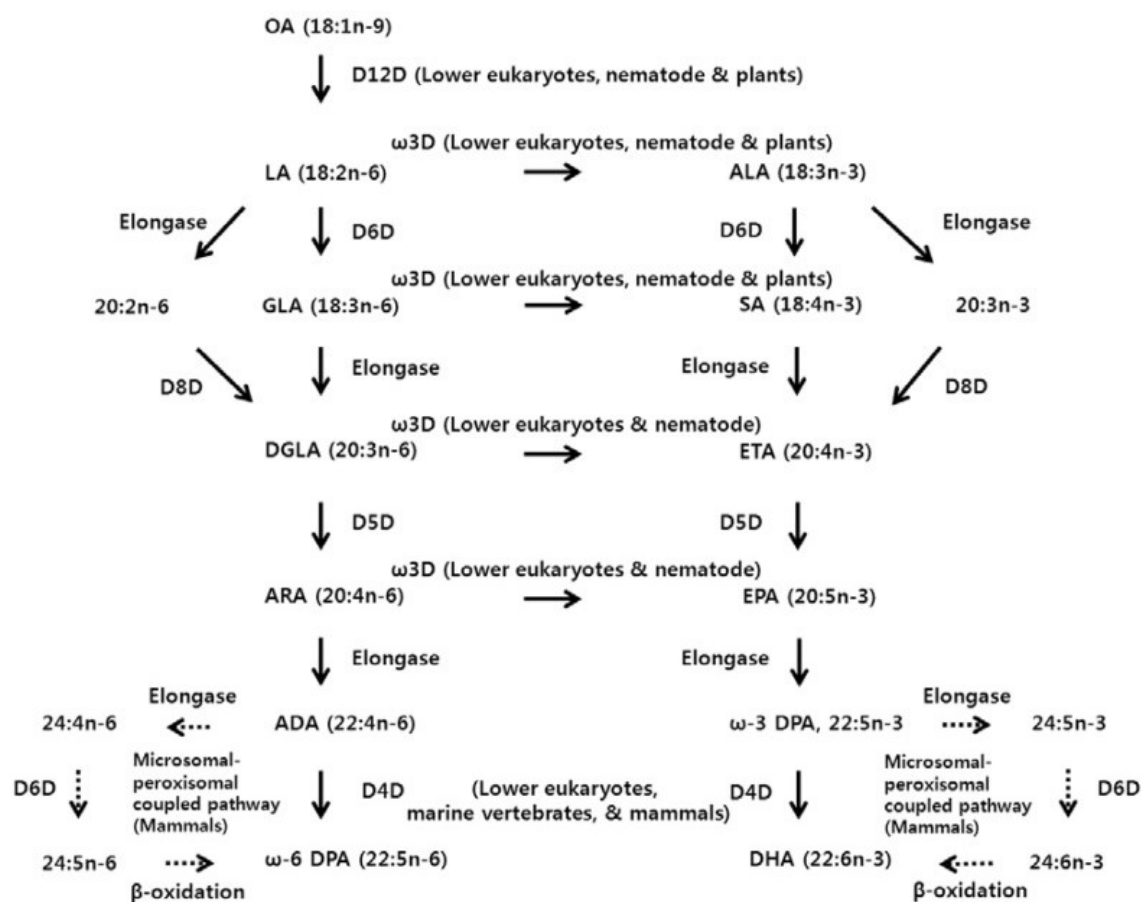 OA (18:1n-9)
D12D (Lower eukaryotes, nematode & plants)
ω3D (Lower eukaryotes, nematode & plants)
LA (18:2n-6)
ALA (18:3n-3)
Elongase
D6D
D6D
Elongase
ω3D (Lower eukaryotes, nematode & plants)
20:2n-6
GLA (18:3n-6)
SA (18:4n-3)
20:3n-3
D8D
Elongase
Elongase
D8D
ω3D (Lower eukaryotes & nematode)
DGLA (20:3n-6)
ETA (20:4n-3)
D5D
D5D
ω3D (Lower eukaryotes & nematode)
ARA (20:4n-6)
EPA (20:5n-3)
Elongase
Elongase
Elongase
Elongase
24:4n-6
ADA (22:4n-6)
ω-3 DPA, 22:5n-3
24:5n-3
D6D
Microsomal-
peroxisomal
coupled pathway
(Mammals)
D4D
(Lower eukaryotes,
marine vertebrates, & mammals)
D4D
Microsomal-
peroxisomal
coupled pathway
(Mammals)
D6D
24:5n-6
ω-6 DPA (22:5n-6)
DHA (22:6n-3)
24:6n-3
β-oxidation
β-oxidation